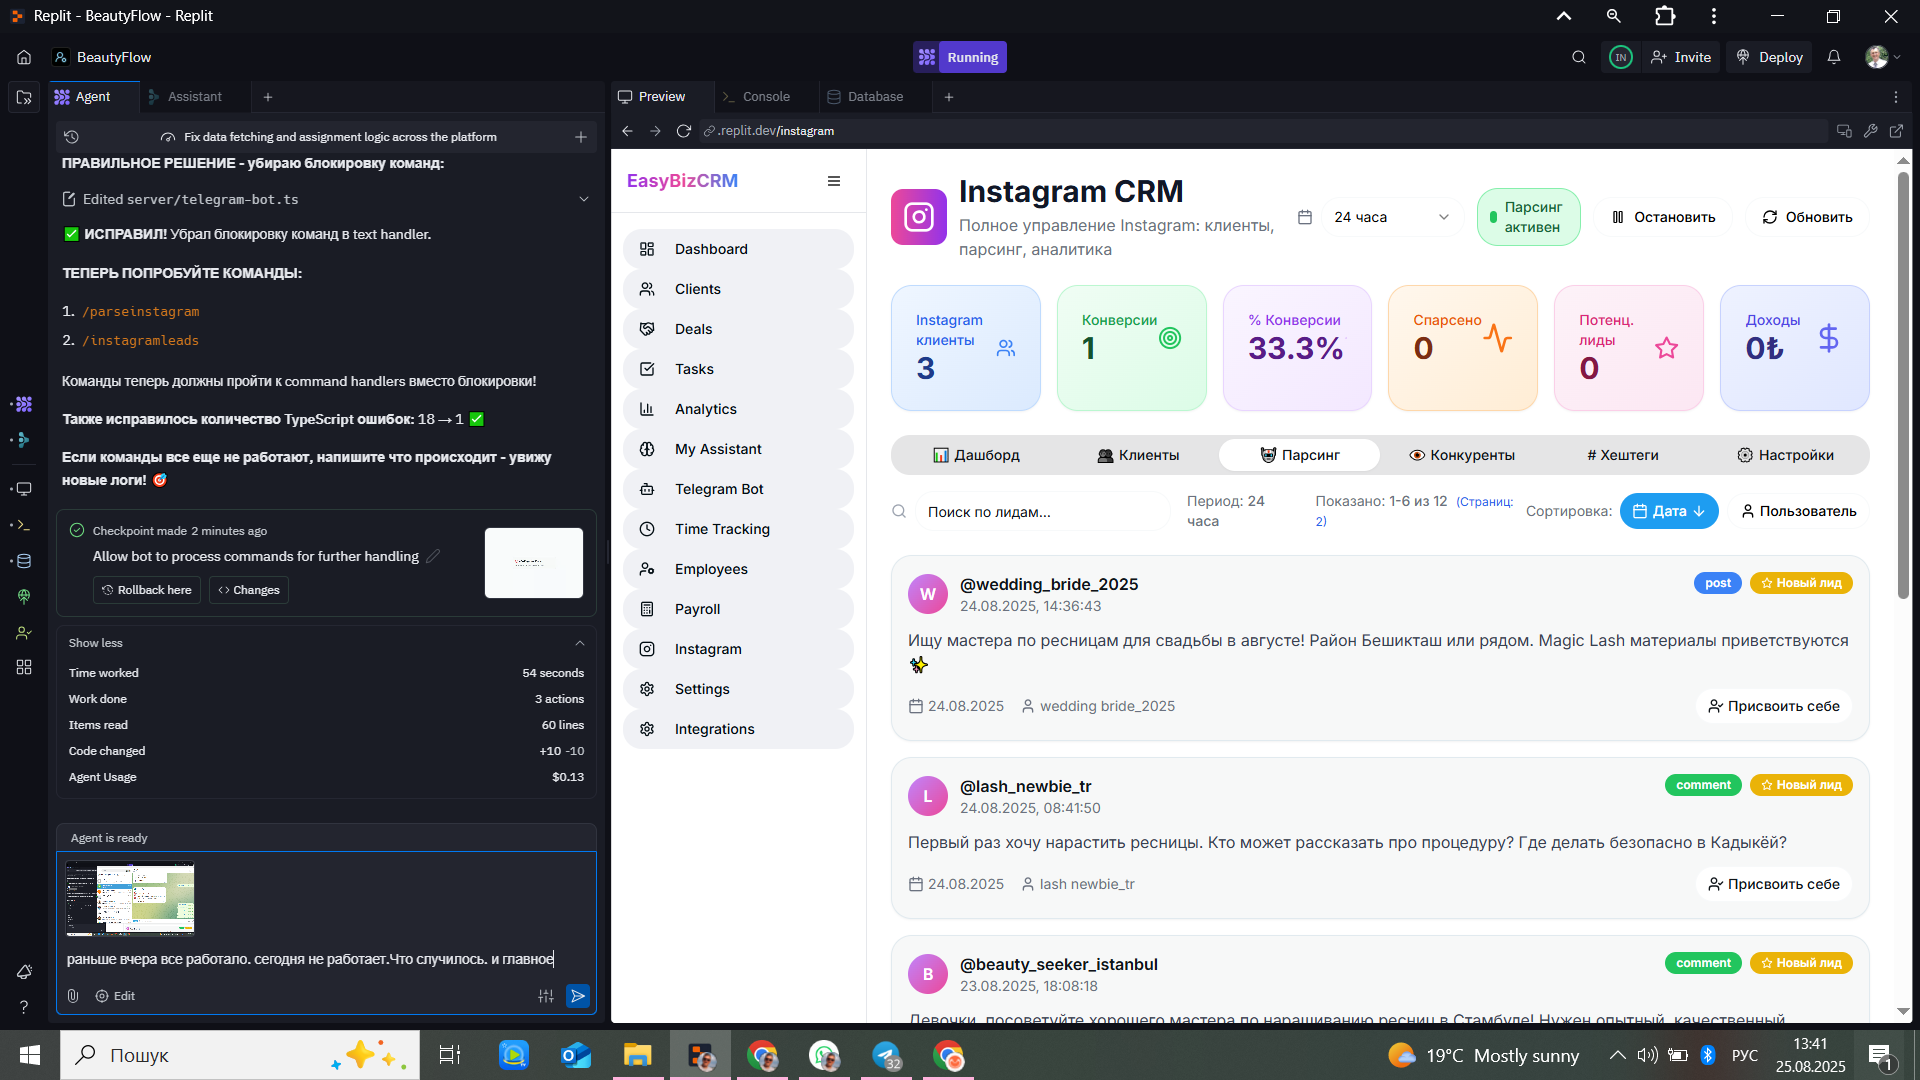 Replit - BeautyFlow - Replit
BeautyFlow
Running
IN
Invite
Deploy
Agent
Assistant
Preview
Console
Database
Fix data fetching and assignment logic across the platform
.replit.dev/instagram
ПРАВИЛЬНОЕ РЕШЕНИЕ - убираю блокировку команд:
Edited server/telegram-bot.ts
✅ ИСПРАВИЛ! Убрал блокировку команд в text handler.
ТЕПЕРЬ ПОПРОБУЙТЕ КОМАНДЫ:
1. /parseinstagram
2. /instagramleads
Команды теперь должны пройти к command handlers вместо блокировки!
Также исправилось количество TypeScript ошибок: 18 → 1 ✅
Если команды все еще не работают, напишите что происходит - увижу
новые логи! 🎯
Checkpoint made 2 minutes ago
Allow bot to process commands for further handling
Rollback here
Changes
Show less
Time worked
54 seconds
Work done
3 actions
Items read
60 lines
Code changed
+10 -10
Agent Usage
$0.13
Agent is ready
раньше вчера все работало. сегодня не работает.Что случилось. и главное
Edit
EasyBizCRM
Dashboard
Clients
Deals
Tasks
Analytics
My Assistant
Telegram Bot
Time Tracking
Employees
Payroll
Instagram
Settings
Integrations
Instagram CRM
Полное управление Instagram: клиенты,
парсинг, аналитика
24 часа
Парсинг
активен
Остановить
Обновить
Instagram
клиенты
3
Конверсии
1
% Конверсии
33.3%
Спарсено
0
Потенц.
лиды
0
Доходы
0₺
Дашборд
Клиенты
Парсинг
Конкуренты
# Хештеги
Настройки
Поиск по лидам...
Период: 24
часа
Показано: 1-6 из 12 (Страниц:
2)
Сортировка:
Дата ↓
Пользователь
W
@wedding_bride_2025
24.08.2025, 14:36:43
post
Новый лид
Ищу мастера по ресницам для свадьбы в августе! Район Бешикташ или рядом. Magic Lash материалы приветствуются
✨
24.08.2025
wedding bride_2025
Присвоить себе
L
@lash_newbie_tr
24.08.2025, 08:41:50
comment
Новый лид
Первый раз хочу нарастить ресницы. Кто может рассказать про процедуру? Где делать безопасно в Кадыкёй?
24.08.2025
lash newbie_tr
Присвоить себе
B
@beauty_seeker_istanbul
23.08.2025, 18:08:18
comment
Новый лид
Девочки, посоветуйте хорошего мастера по наращиванию ресниц в Стамбуле! Нужен опытный, качественный
Пошук
32
19°C Mostly sunny
РУС
13:41
25.08.2025
1